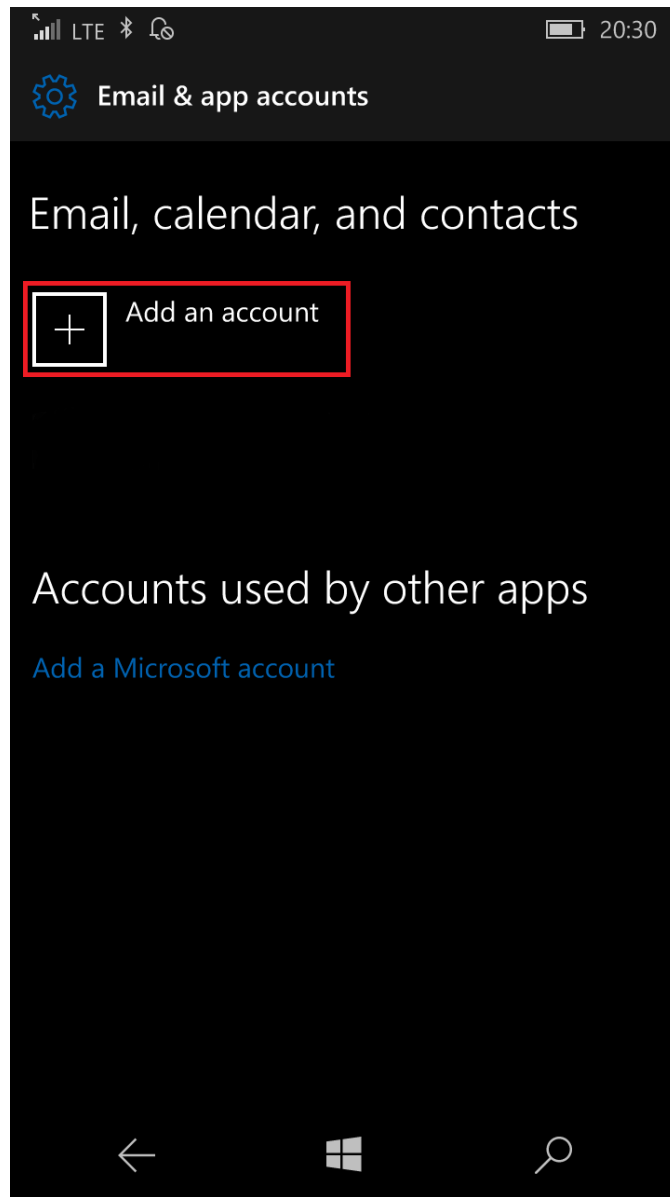 LTE 20:30
Email & app accounts
Email, calendar, and contacts
Add an account
Accounts used by other apps
Add a Microsoft account